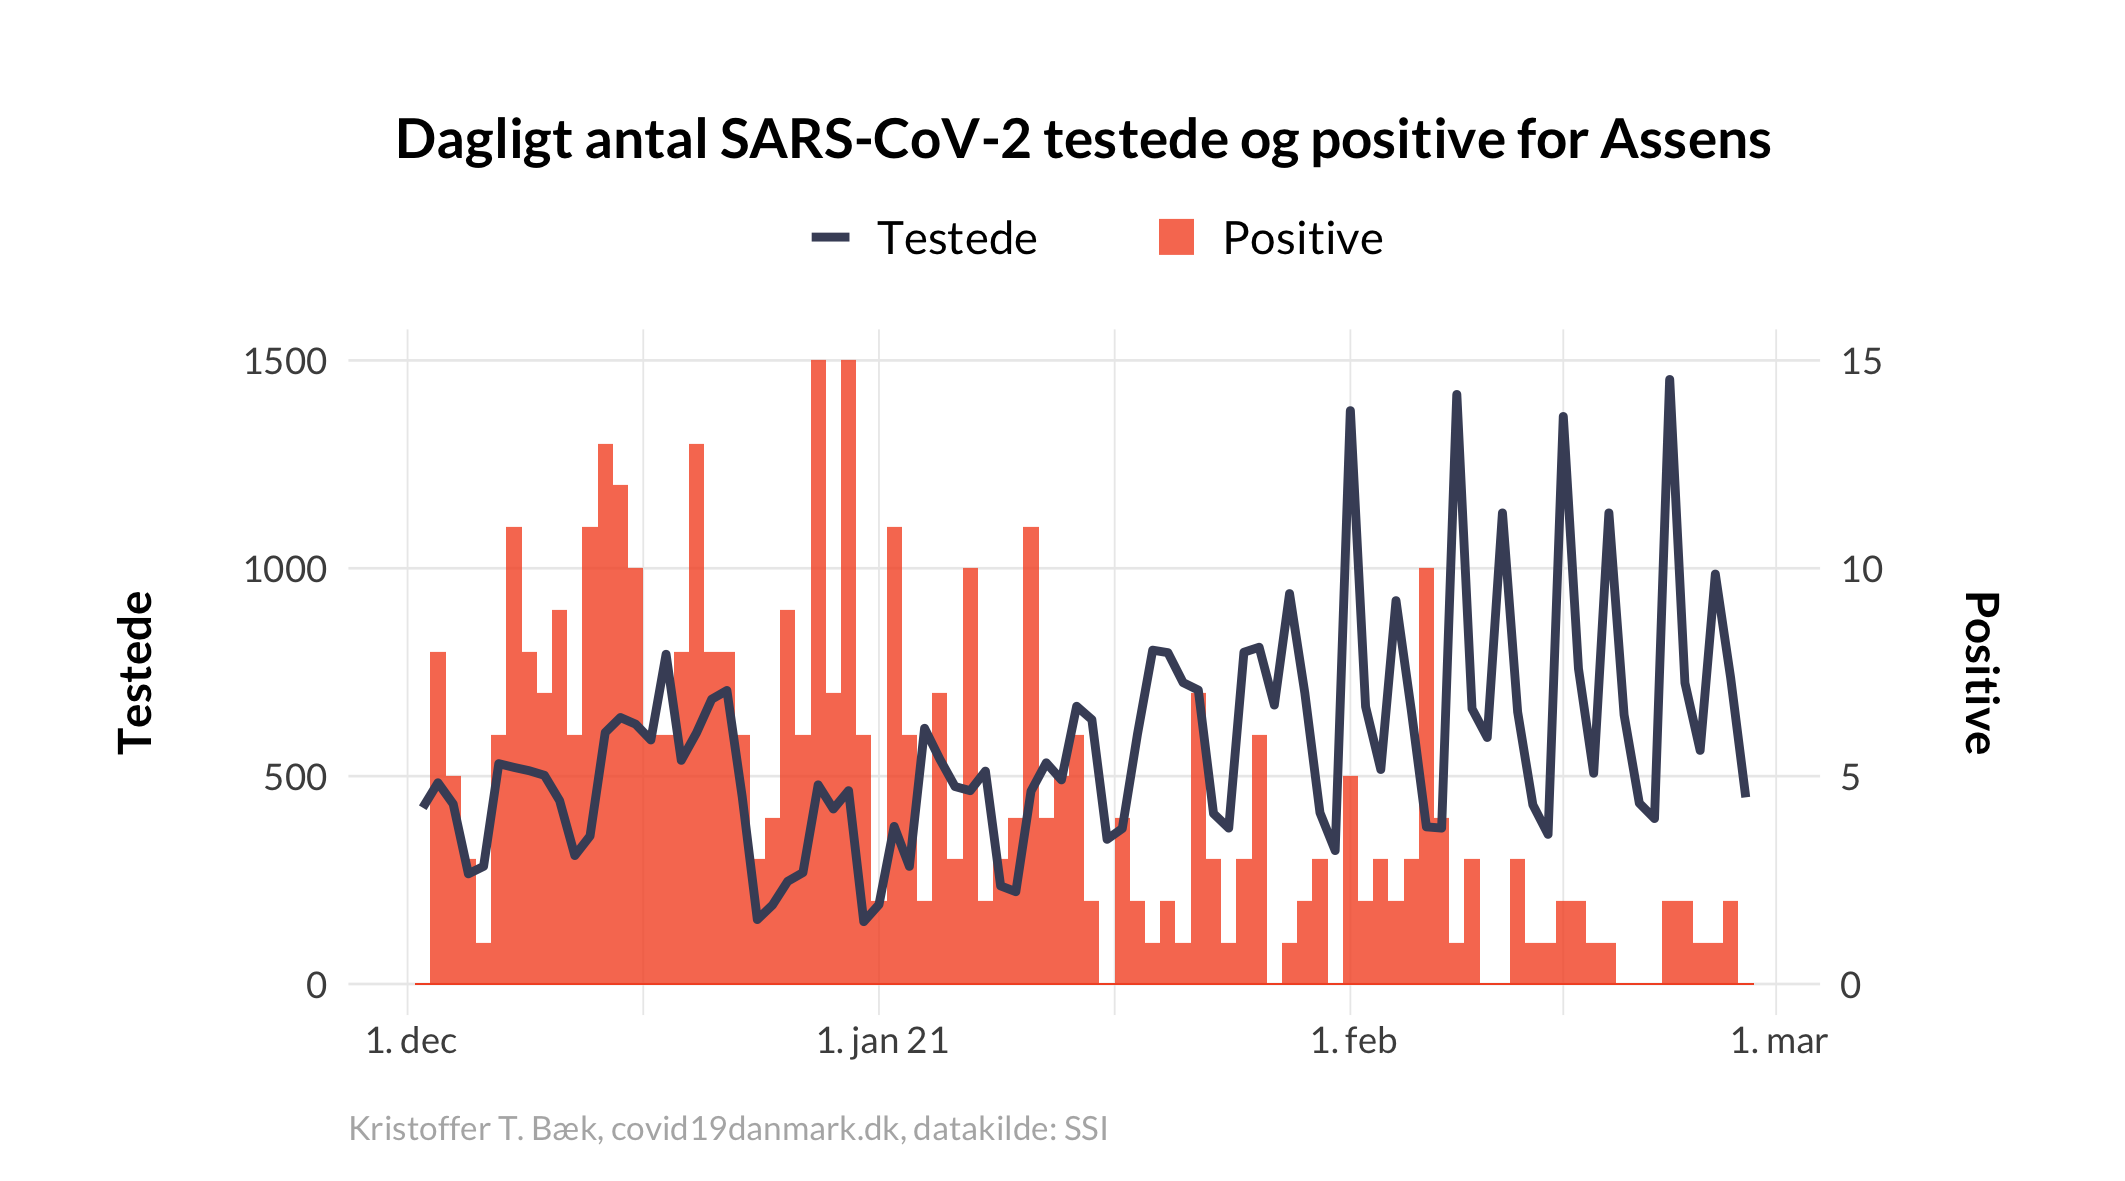 Dagligt antal SARS-CoV-2 testede og positive for Assens
Testede
Positive
1500
1000
500
0
Testede
15
10
5
0
Positive
1. dec
1. jan 21
1. feb
1. mar
Kristoffer T. Bæk, covid19danmark.dk, datakilde: SSI